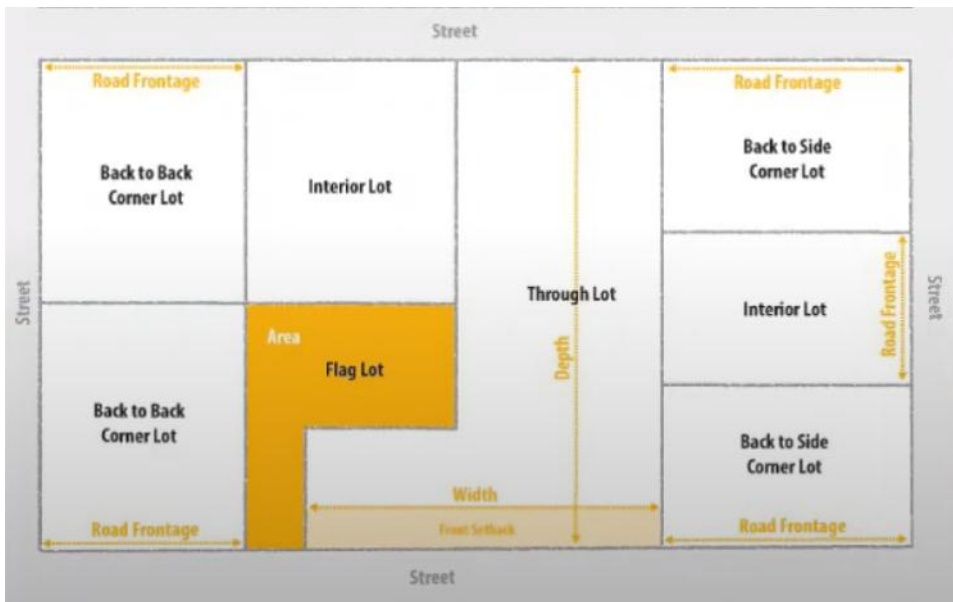 Street
Road Frontage
Road Frontage
Back to Back
Corner Lot
Interior Lot
Back to Side
Corner Lot
Street
Through Lot
Interior Lot
Road Frontage
Street
Area
Flag Lot
Depth
Back to Back
Corner Lot
Back to Side
Corner Lot
Width
Road Frontage
Front Setback
Road Frontage
Street